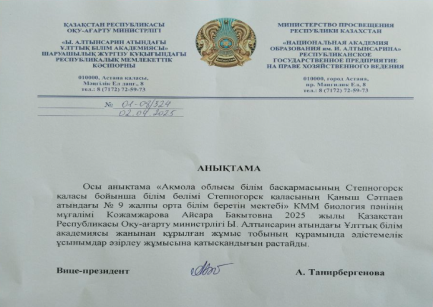 ҚАЗАҚСТАН РЕСПУБЛИКАСЫ
ОҚУ-АҒАРТУ МИНИСТРЛІГІ
«Ы. АЛТЫНСАРИН АТЫНДАҒЫ
ҰЛТТЫҚ БІЛІМ АКАДЕМИЯСЫ»
ШАРУАШЫЛЫҚ ЖҮРГІЗУ ҚҰҚЫҒЫНДАҒЫ
РЕСПУБЛИКАЛЫҚ МЕМЛЕКЕТТІК
КӘСІПОРНЫ
010000, Астана қаласы,
Мәңгілік Ел даңғ., 8
тел.: 8 (7172) 72-59-73
МИНИСТЕРСТВО ПРОСВЕЩЕНИЯ
РЕСПУБЛИКИ КАЗАХСТАН
«НАЦИОНАЛЬНАЯ АКАДЕМИЯ
ОБРАЗОВАНИЯ им. И. АЛТЫНСАРИНА»
РЕСПУБЛИКАНСКОЕ
ГОСУДАРСТВЕННОЕ ПРЕДПРИЯТИЕ
НА ПРАВЕ ХОЗЯЙСТВЕННОГО ВЕДЕНИЯ
010000, город Астана,
пр. Мәңгілік Ел, 8
тел.: 8 (7172) 72-59-73
№ 01-09/329
02.09.2025
АНЫҚТАМА
Осы анықтама «Ақмола облысы білім басқармасының Степногорск
қаласы бойынша білім бөлімі Степногорск қаласының Қаныш Сәтпаев
атындағы № 9 жалпы орта білім беретін мектебі» КММ биология пәнінің
мұғалімі Кожамжарова Айсара Бакытовна 2025 жылы Қазақстан
Республикасы Оқу-ағарту министрлігі Ы. Алтынсарин атындағы Ұлттық білім
академиясы жанынан құрылған жұмыс тобының құрамында әдістемелік
ұсынымдар әзірлеу жұмысына қатысқандығын растайды.
Вице-президент
А. Танирбергенова